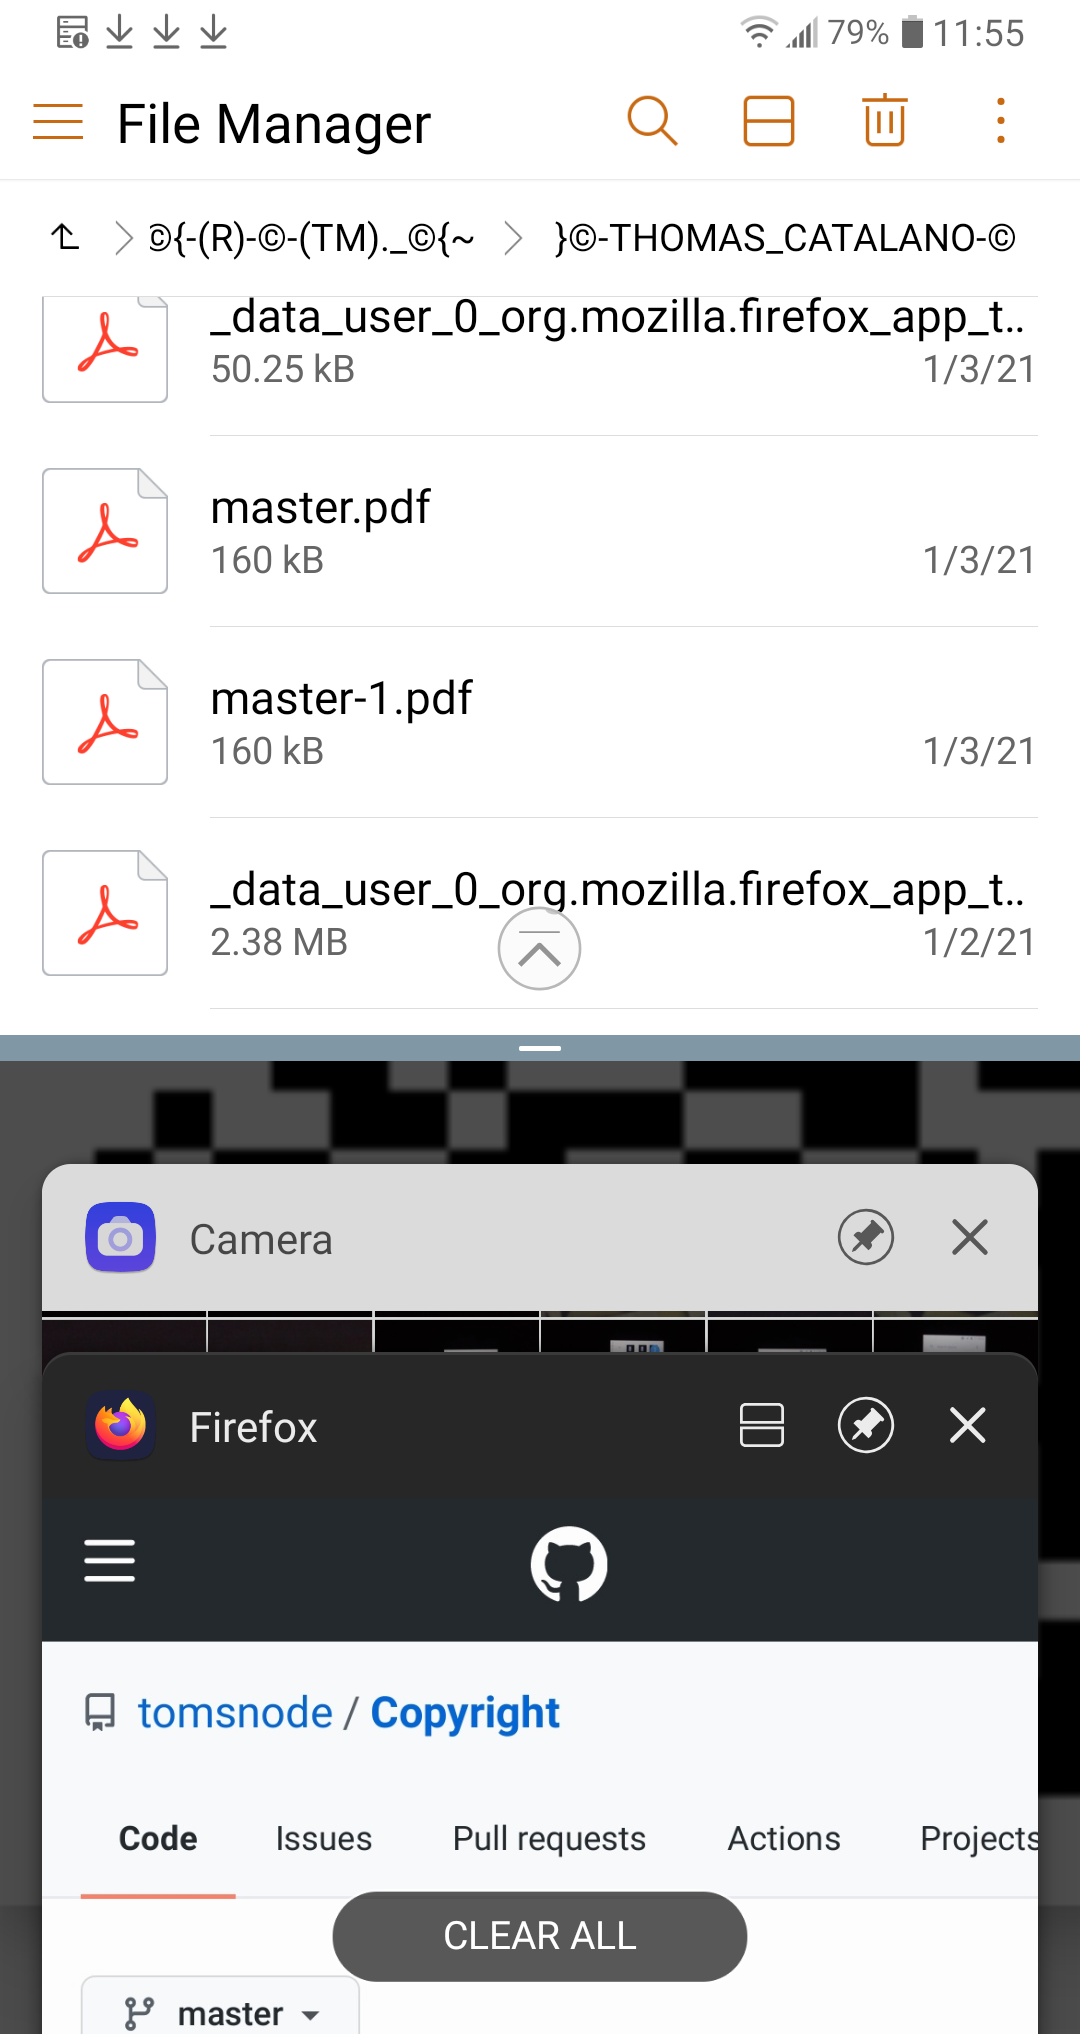 79% 11:55
File Manager
©{-(R)-©-(TM)._©{~ }©-THOMAS_CATALANO-©
_data_user_0_org.mozilla.firefox_app_t..
50.25 kB 1/3/21
master.pdf
160 kB 1/3/21
master-1.pdf
160 kB 1/3/21
_data_user_0_org.mozilla.firefox_app_t..
2.38 MB 1/2/21
Camera
Firefox
tomsnode / Copyright
Code Issues Pull requests Actions Projects
CLEAR ALL
master